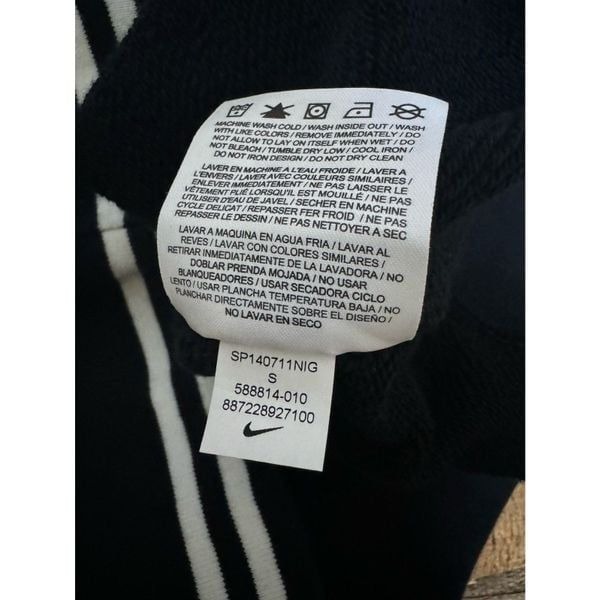 MACHINE WASH COLD / WASH INSIDE OUT / WASH
WITH LIKE COLORS / REMOVE IMMEDIATELY / DO
NOT ALLOW TO LAY ON ITSELF WHEN WET / DO
NOT BLEACH / TUMBLE DRY LOW / COOL IRON /
DO NOT IRON DESIGN / DO NOT DRY CLEAN
LAVER EN MACHINE A L'EAU FROIDE / LAVER A
L'ENVERS / LAVER AVEC COULEURS SIMILAIRES /
ENLEVER IMMÉDIATEMENT / NE PAS LAISSER LE
VÊTEMENT PLIÉ LORSQU'IL EST MOUILLÉ / NE PAS
UTILISER D'EAU DE JAVEL / SECHER EN MACHINE
CYCLE DELICAT / REPASSER FER FROID / NE PAS
REPASSER LE DESSIN / NE PAS NETTOYER A SEC
LAVAR A MAQUINA EN AGUA FRIA / LAVAR AL
REVES / LAVAR CON COLORES SIMILARES /
RETIRAR INMEDIATAMENTE DE LA LAVADORA / NO
DOBLAR PRENDA MOJADA / NO USAR
BLANQUEADORES / USAR SECADORA CICLO
LENTO / USAR PLANCHA TEMPERATURA BAJA / NO
PLANCHAR DIRECTAMENTE SOBRE EL DISEÑO /
NO LAVAR EN SECO
SP140711NIG
S
588814-010
887228927100